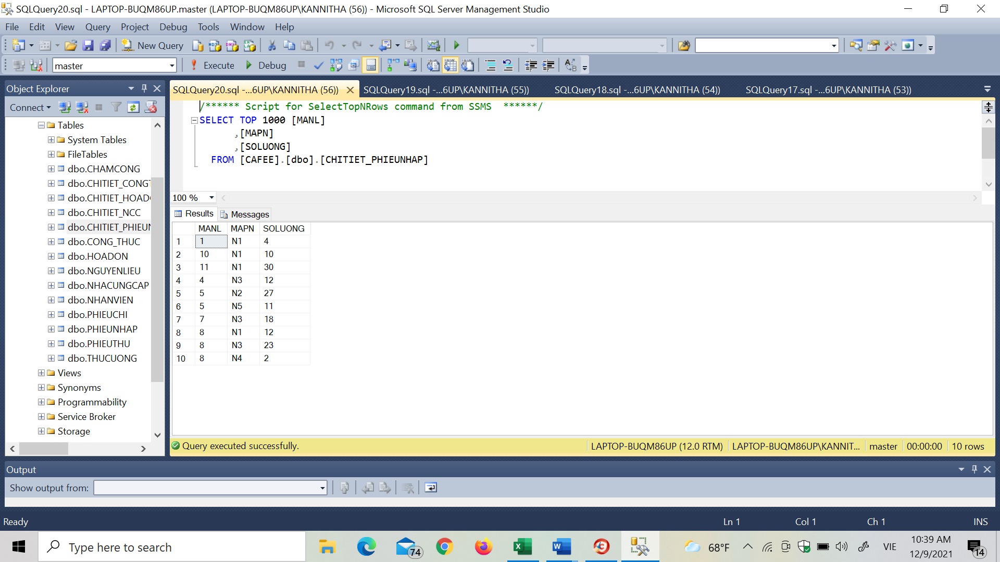 SQLQuery20.sql - LAPTOP-BUQM86UP.master (LAPTOP-BUQM86UP\KANNITHA (56)) - Microsoft SQL Server Management Studio
File Edit View Query Project Debug Tools Window Help
New Query
master Execute Debug
Object Explorer
Connect
Tables
System Tables
FileTables
dbo.CHAMCONG
dbo.CHITIET_CONGT
dbo.CHITIET_HOADO
dbo.CHITIET_NCC
dbo.CHITIET_PHIEUN
dbo.CONG_THUC
dbo.HOADON
dbo.NGUYENLIEU
dbo.NHACUNGCAP
dbo.NHANVIEN
dbo.PHIEUCHI
dbo.PHIEUNHAP
dbo.PHIEUTHU
dbo.THUCUONG
Views
Synonyms
Programmability
Service Broker
Storage
SQLQuery20.sql -...6UP\KANNITHA (56)) SQLQuery19.sql -...6UP\KANNITHA (55)) SQLQuery18.sql -...6UP\KANNITHA (54)) SQLQuery17.sql -...6UP\KANNITHA (53))
/****** Script for SelectTopNRows command from SSMS  ******/
SELECT TOP 1000 [MANL]
,[MAPN]
,[SOLUONG]
FROM [CAFEE].[dbo].[CHITIET_PHIEUNHAP]
100 %
Results Messages
MANL MAPN SOLUONG
1 1 N1 4
2 10 N1 10
3 11 N1 30
4 4 N3 12
5 5 N2 27
6 5 N5 11
7 7 N3 18
8 8 N1 12
9 8 N3 23
10 8 N4 2
Query executed successfully. LAPTOP-BUQM86UP (12.0 RTM) LAPTOP-BUQM86UP\KANNIT... master 00:00:00 10 rows
Output
Show output from:
Ready Ln 1 Col 1 Ch 1 INS
Type here to search 74 68°F VIE 10:39 AM
12/9/2021 14